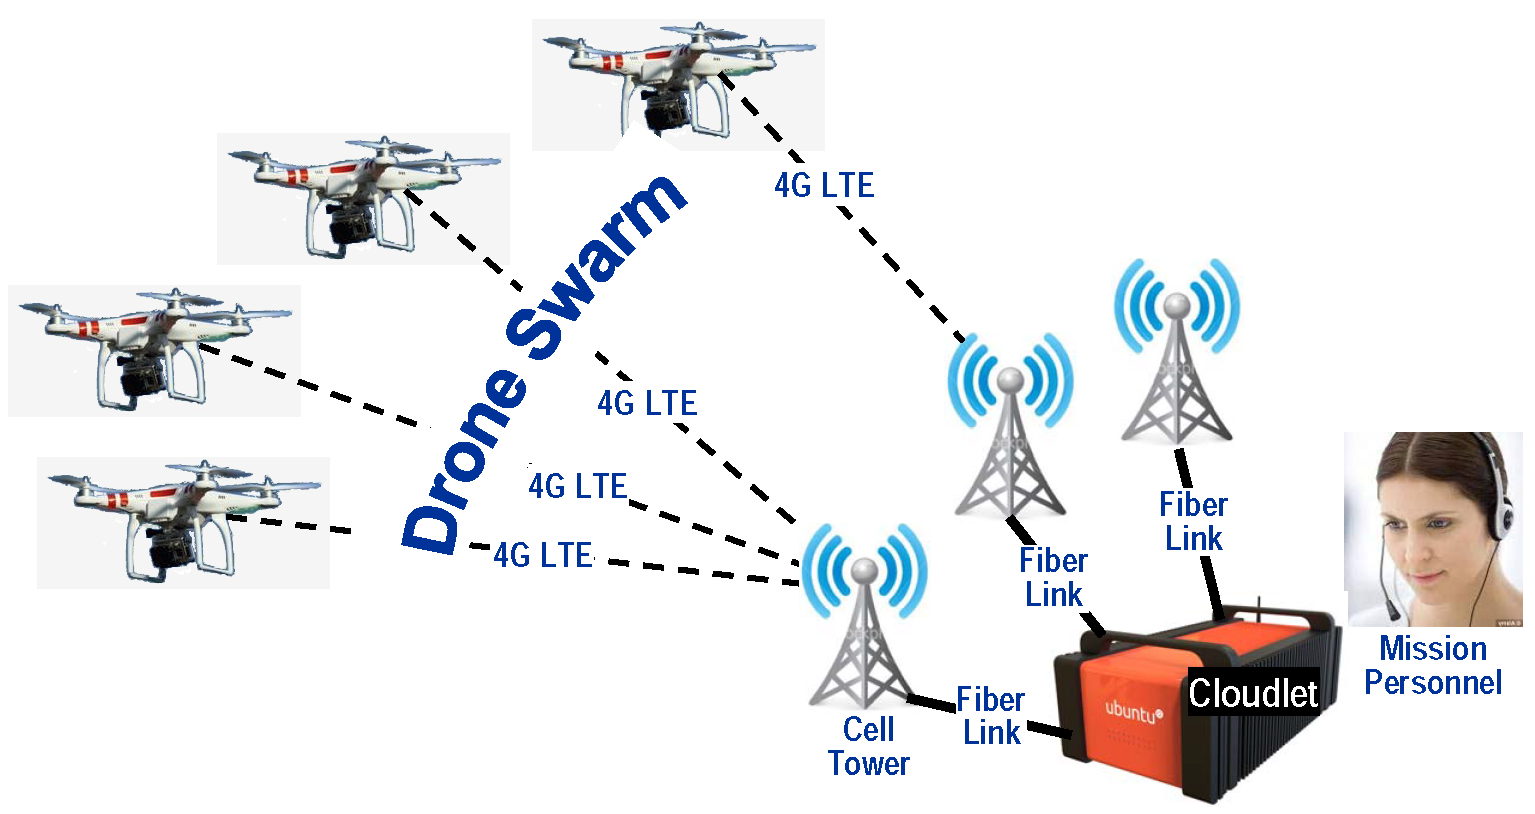 4G LTE
Drone Swarm
4G LTE
4G LTE
4G LTE
Fiber
Link
Fiber
Link
Fiber
Link
Cell
Tower
ubuntu
Cloudlet
Mission
Personnel